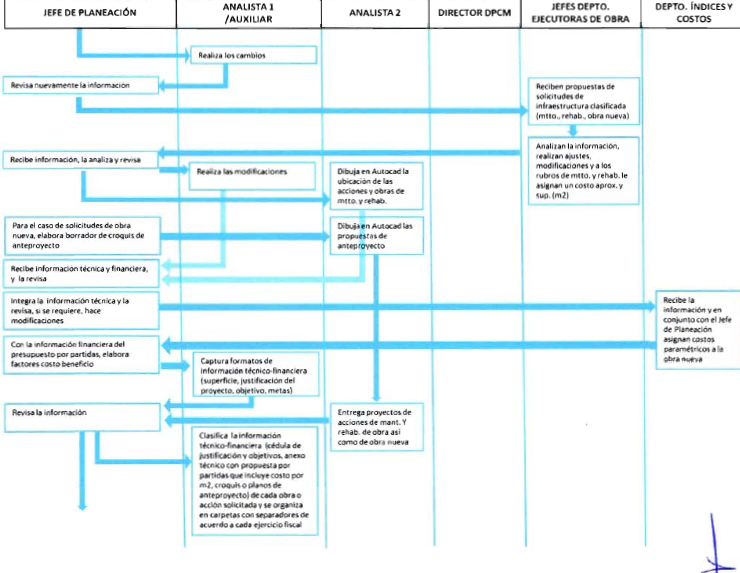 JEFE DE PLANEACIÓN
ANALISTA 1
/AUXILIAR
ANALISTA 2
DIRECTOR DPCM
JEFES DEPTO.
EJECUTORAS DE OBRA
DEPTO. ÍNDICES Y
COSTOS
Realiza los cambios
Revisa nuevamente la información
Reciben propuestas de
solicitudes de
infraestructura clasificada
(mtto., rehab., obra nueva)
Analizan la información,
realizan ajustes,
modificaciones y a los
rubros de mtto. y rehab. le
asignan un costo aprox. y
sup. (m2)
Recibe información, la analiza y revisa
Realiza las modificaciones
Dibuja en Autocad la
ubicación de las
acciones y obras de
mtto. y rehab.
Para el caso de solicitudes de obra
nueva, elabora borrador de croquis de
anteproyecto
Dibuja en Autocad las
propuestas de
anteproyecto
Recibe información técnica y financiera,
y la revisa
Integra la información técnica y la
revisa, si se requiere, hace
modificaciones
Recibe la
información y en
conjunto con el Jefe
de Planeación
asignan costos
paramétricos a la
obra nueva
Con la información financiera del
presupuesto por partidas, elabora
factores costo beneficio
Captura formatos de
información técnico-financiera
(superficie, justificación del
proyecto, objetivo, metas)
Revisa la información
Entrega proyectos de
acciones de mant. Y
rehab. de obra así
como de obra nueva
Clasifica la información
técnico-financiera (cédula de
justificación y objetivos, anexo
técnico con propuesta por
partidas que incluye costo por
m2, croquis o planos de
anteproyecto) de cada obra o
acción solicitada y se organiza
en carpetas con separadores de
acuerdo a cada ejercicio fiscal